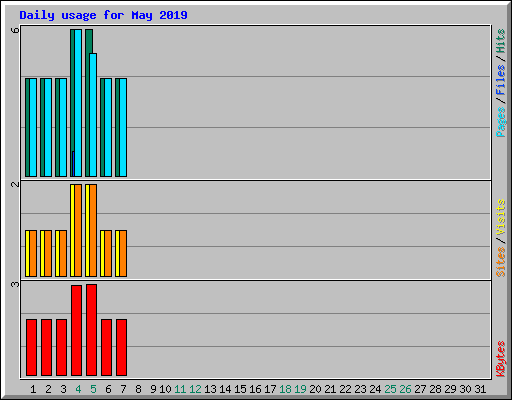 Daily usage for May 2019
6
2
3
Pages / Files / Hits
Sites / Visits
KBytes
1 2 3 4 5 6 7 8 9 10 11 12 13 14 15 16 17 18 19 20 21 22 23 24 25 26 27 28 29 30 31